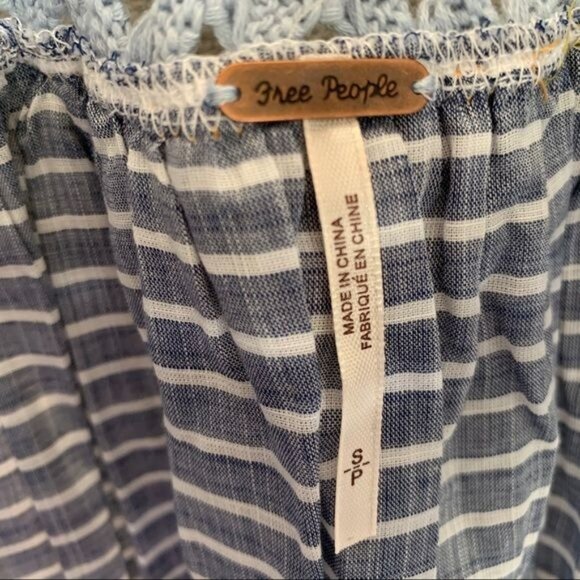 Free People
MADE IN CHINA
FABRIQUÉ EN CHINE
S
P